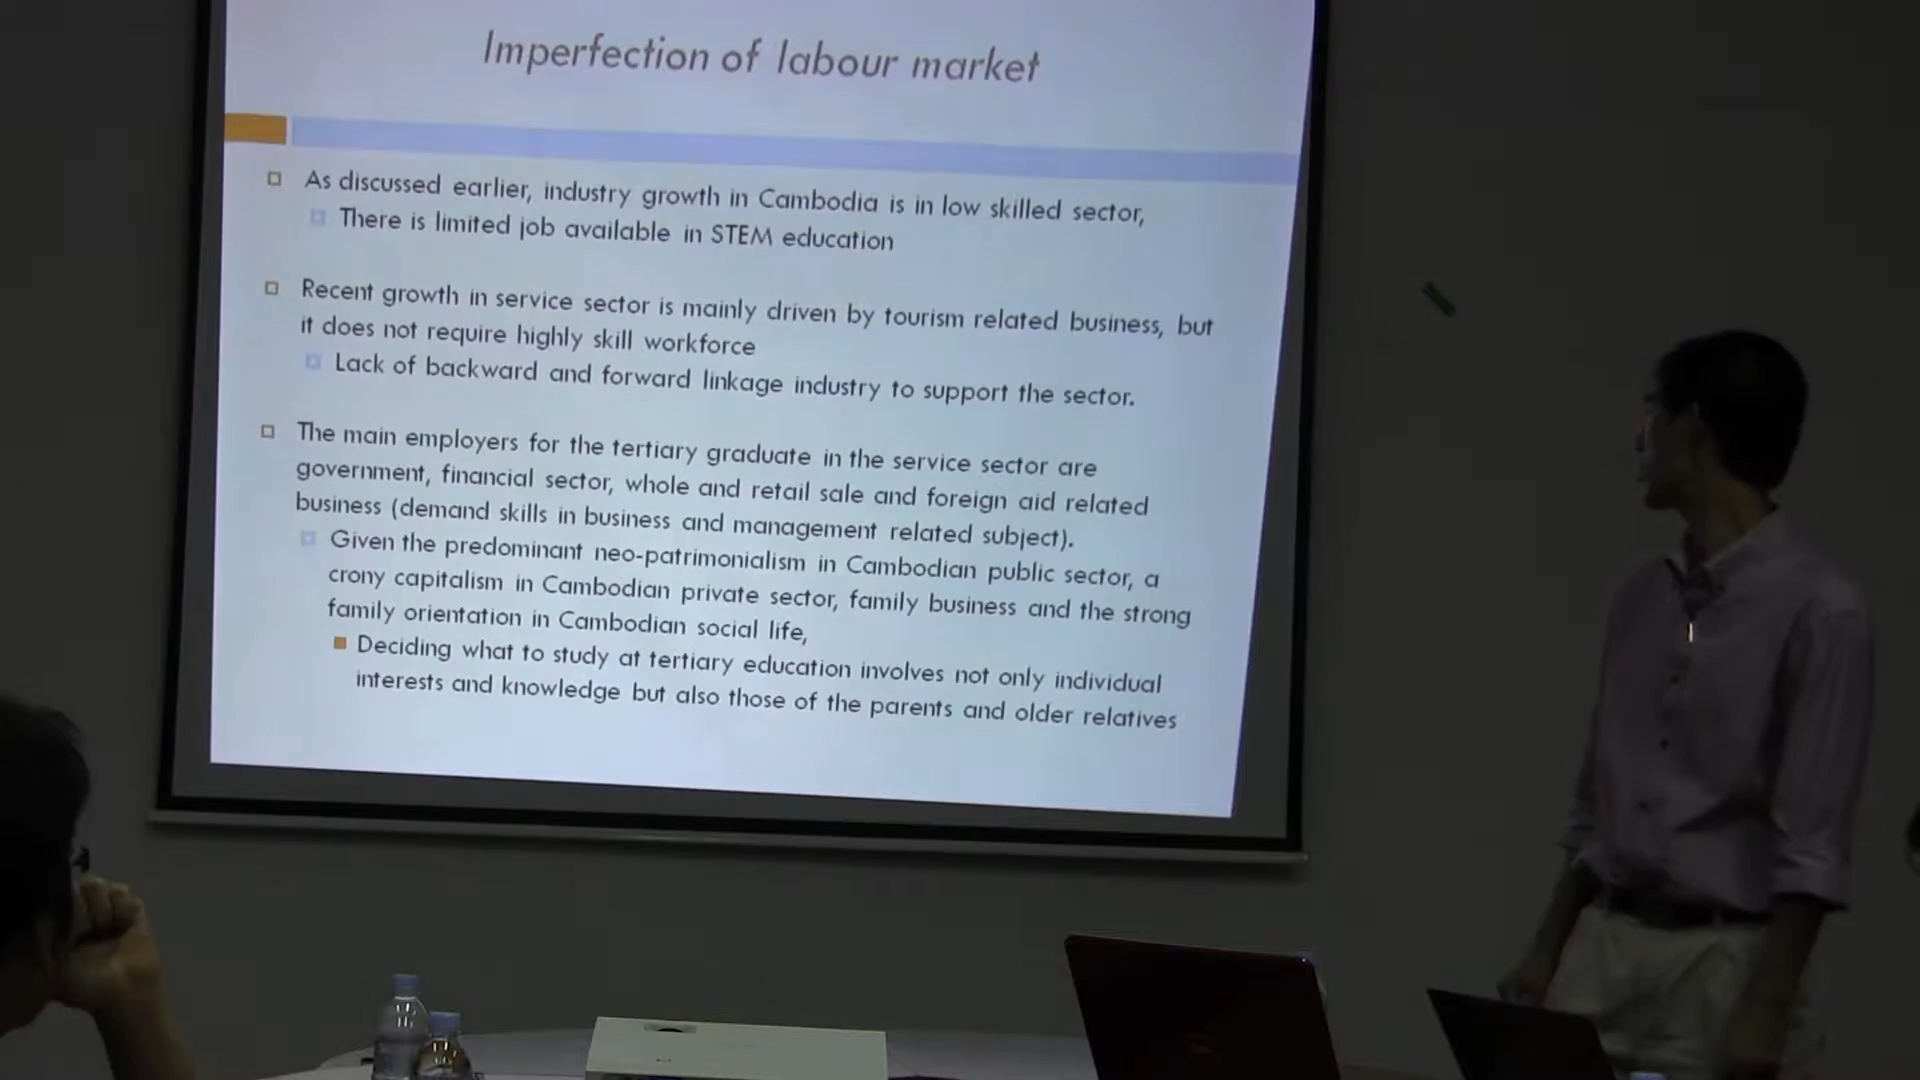 Imperfection of labour market
As discussed earlier, industry growth in Cambodia is in low skilled sector,
There is limited job available in STEM education
Recent growth in service sector is mainly driven by tourism related business, but
it does not require highly skill workforce
Lack of backward and forward linkage industry to support the sector.
The main employers for the tertiary graduate in the service sector are
government, financial sector, whole and retail sale and foreign aid related
business (demand skills in business and management related subject).
Given the predominant neo-patrimonialism in Cambodian public sector, a
crony capitalism in Cambodian private sector, family business and the strong
family orientation in Cambodian social life,
Deciding what to study at tertiary education involves not only individual
interests and knowledge but also those of the parents and older relatives